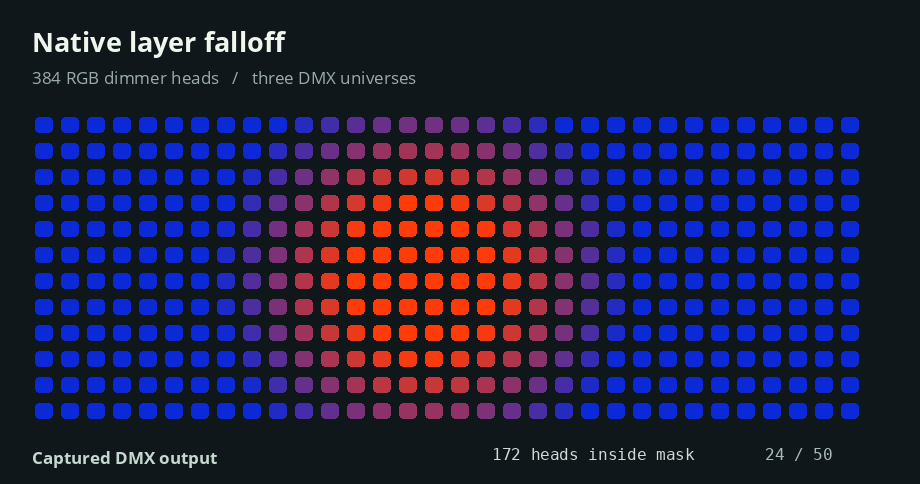 Native layer falloff
384 RGB dimmer heads / three DMX universes
Captured DMX output
172 heads inside mask
24 / 50